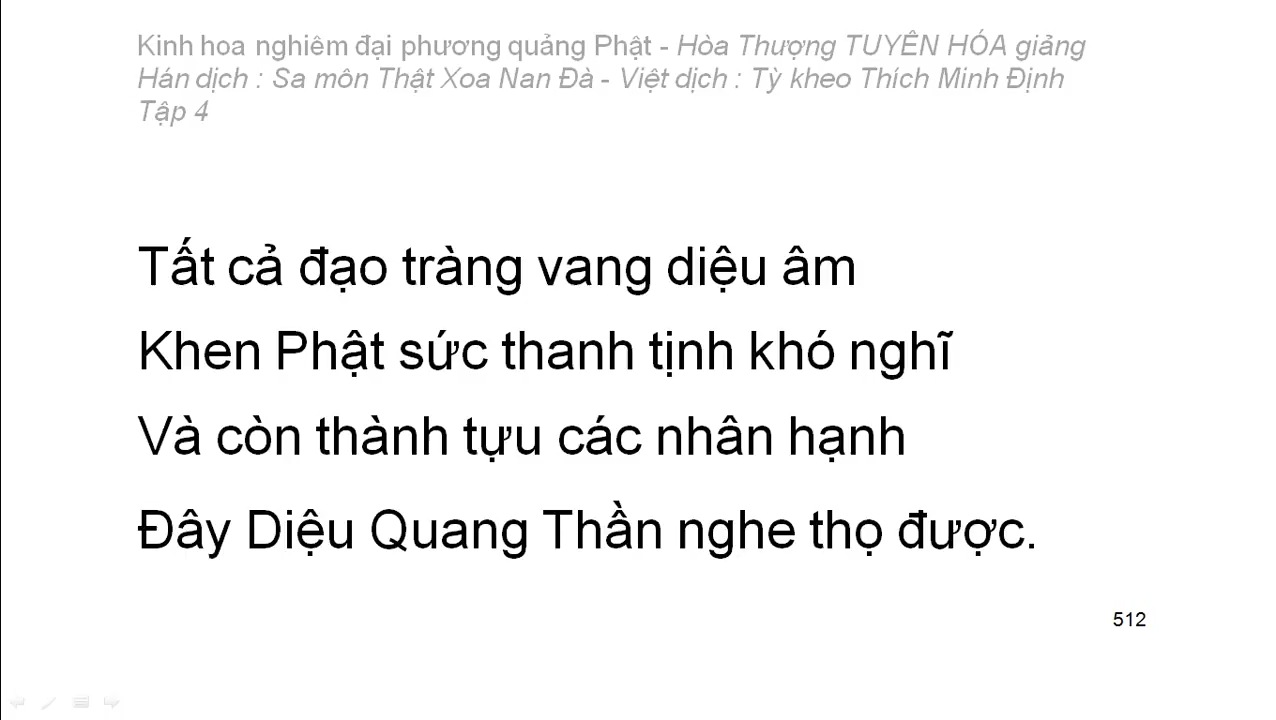 Kinh hoa nghiêm đại phương quảng Phật - Hòa Thượng TUYÊN HÓA giảng
Hán dịch : Sa môn Thật Xoa Nan Đà - Việt dịch : Tỳ kheo Thích Minh Định
Tập 4
Tất cả đạo tràng vang diệu âm
Khen Phật sức thanh tịnh khó nghĩ
Và còn thành tựu các nhân hạnh
Đây Diệu Quang Thần nghe thọ được.
512